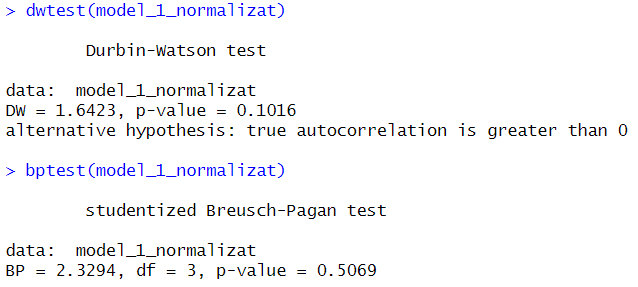 > dwtest(model_1_normalizat)
Durbin-Watson test
data:  model_1_normalizat
DW = 1.6423, p-value = 0.1016
alternative hypothesis: true autocorrelation is greater than 0
> bptest(model_1_normalizat)
studentized Breusch-Pagan test
data:  model_1_normalizat
BP = 2.3294, df = 3, p-value = 0.5069